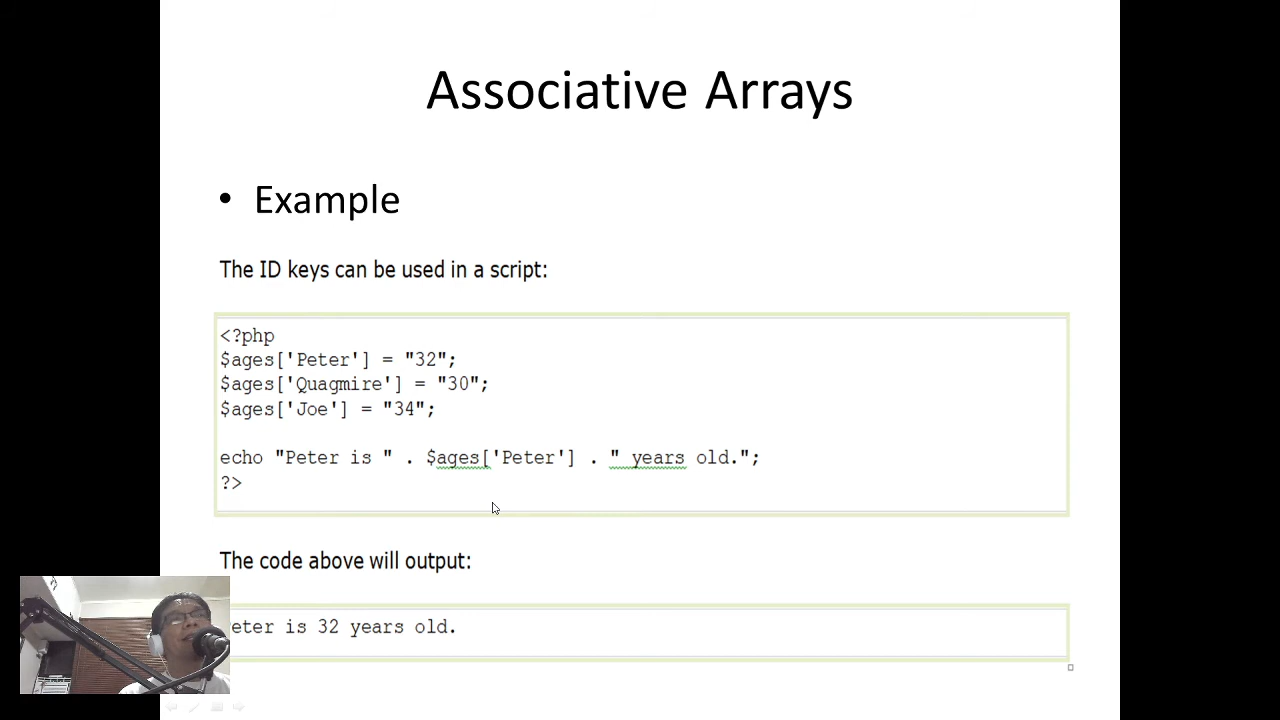 Associative Arrays
• Example
The ID keys can be used in a script:
<?php
$ages['Peter'] = "32";
$ages['Quagmire'] = "30";
$ages['Joe'] = "34";
echo "Peter is " . $ages['Peter'] . " years old.";
?>
The code above will output:
eter is 32 years old.